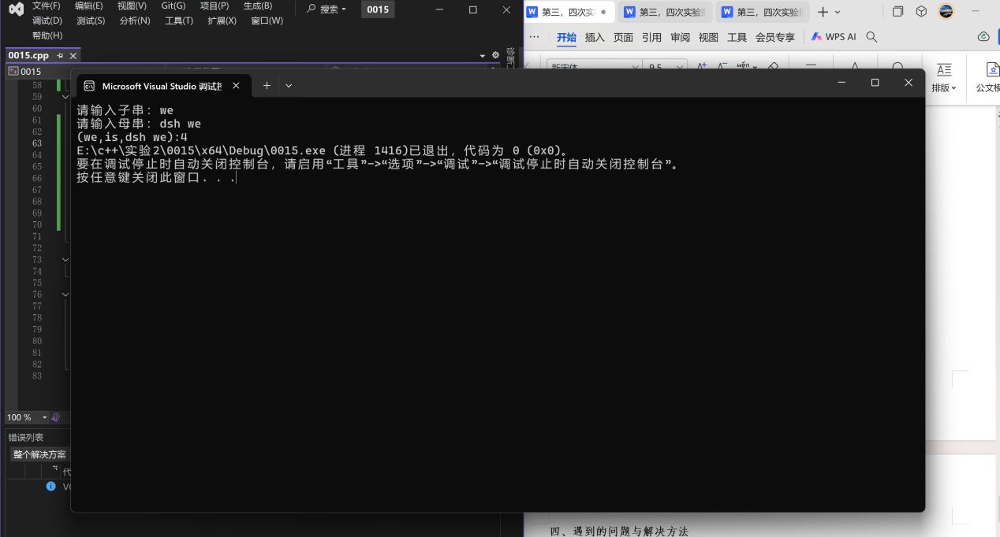 文件(F) 编辑(E) 视图(V) Git(G) 项目(P) 生成(B)
调试(D) 测试(S) 分析(N) 工具(T) 扩展(X) 窗口(W)
帮助(H)
搜索
0015
0015.cpp
0015
58
59
60
61
62
63
64
65
66
67
68
69
70
71
72
73
74
75
76
77
78
79
80
81
82
83
100 %
错误列表
整个解决方案
代
VC
Microsoft Visual Studio 调试控
请输入子串: we
请输入母串: dsh we
(we,is,dsh we):4
E:\c++\实验2\0015\x64\Debug\0015.exe (进程 1416)已退出，代码为 0 (0x0)。
要在调试停止时自动关闭控制台，请启用“工具”->“选项”->“调试”->“调试停止时自动关闭控制台”。
按任意键关闭此窗口. . .
第三，四次实 第三，四次实验 第三，四次实验
开始 插入 页面 引用 审阅 视图 工具 会员专享 WPS AI
新宋体 9.5
排版 公文模
四、遇到的问题与解决方法